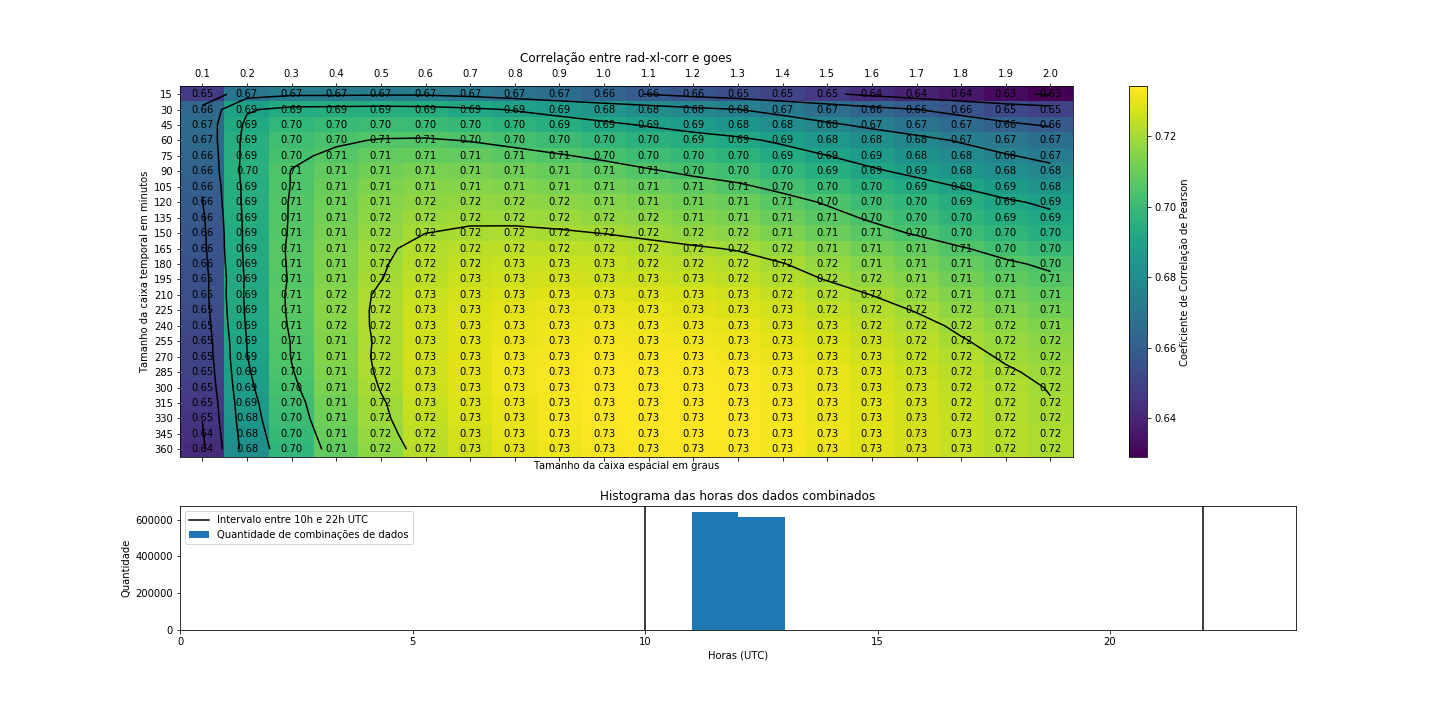 Correlação entre rad-xl-corr e goes
0.1 0.2 0.3 0.4 0.5 0.6 0.7 0.8 0.9 1.0 1.1 1.2 1.3 1.4 1.5 1.6 1.7 1.8 1.9 2.0
15 0.65 0.67 0.67 0.67 0.67 0.67 0.67 0.67 0.67 0.66 0.66 0.65 0.65 0.65 0.65 0.64 0.64 0.64 0.63 0.63
30 0.66 0.69 0.69 0.69 0.69 0.69 0.69 0.69 0.68 0.68 0.68 0.68 0.68 0.67 0.67 0.66 0.66 0.66 0.65 0.65
45 0.67 0.69 0.70 0.70 0.70 0.70 0.70 0.70 0.69 0.69 0.69 0.69 0.68 0.68 0.68 0.67 0.67 0.67 0.66 0.66
60 0.67 0.69 0.70 0.70 0.71 0.71 0.70 0.70 0.70 0.70 0.70 0.69 0.69 0.69 0.68 0.68 0.68 0.67 0.67 0.67
75 0.66 0.69 0.70 0.71 0.71 0.71 0.71 0.71 0.71 0.70 0.70 0.70 0.70 0.69 0.69 0.69 0.68 0.68 0.68 0.67
90 0.66 0.70 0.71 0.71 0.71 0.71 0.71 0.71 0.71 0.71 0.71 0.70 0.70 0.70 0.69 0.69 0.69 0.68 0.68 0.68
105 0.66 0.69 0.71 0.71 0.71 0.71 0.71 0.71 0.71 0.71 0.71 0.71 0.71 0.70 0.70 0.70 0.69 0.69 0.69 0.68
120 0.66 0.69 0.71 0.71 0.71 0.72 0.72 0.72 0.71 0.71 0.71 0.71 0.71 0.71 0.70 0.70 0.70 0.69 0.69 0.69
135 0.66 0.69 0.71 0.71 0.72 0.72 0.72 0.72 0.72 0.72 0.72 0.71 0.71 0.71 0.71 0.70 0.70 0.70 0.69 0.69
150 0.66 0.69 0.71 0.71 0.72 0.72 0.72 0.72 0.72 0.72 0.72 0.72 0.72 0.71 0.71 0.71 0.70 0.70 0.70 0.70
165 0.66 0.69 0.71 0.71 0.72 0.72 0.72 0.72 0.72 0.72 0.72 0.72 0.72 0.72 0.71 0.71 0.71 0.71 0.70 0.70
180 0.66 0.69 0.71 0.71 0.72 0.72 0.72 0.73 0.73 0.73 0.73 0.72 0.72 0.72 0.72 0.71 0.71 0.71 0.71 0.70
195 0.65 0.69 0.71 0.71 0.72 0.72 0.73 0.73 0.73 0.73 0.73 0.73 0.73 0.72 0.72 0.72 0.71 0.71 0.71 0.71
210 0.65 0.69 0.71 0.72 0.72 0.73 0.73 0.73 0.73 0.73 0.73 0.73 0.73 0.73 0.72 0.72 0.72 0.71 0.71 0.71
225 0.65 0.69 0.71 0.72 0.72 0.73 0.73 0.73 0.73 0.73 0.73 0.73 0.73 0.73 0.73 0.72 0.72 0.72 0.71 0.71
240 0.65 0.69 0.71 0.72 0.72 0.73 0.73 0.73 0.73 0.73 0.73 0.73 0.73 0.73 0.73 0.72 0.72 0.72 0.72 0.71
255 0.65 0.69 0.71 0.71 0.72 0.73 0.73 0.73 0.73 0.73 0.73 0.73 0.73 0.73 0.73 0.73 0.72 0.72 0.72 0.72
270 0.65 0.69 0.71 0.71 0.72 0.73 0.73 0.73 0.73 0.73 0.73 0.73 0.73 0.73 0.73 0.73 0.72 0.72 0.72 0.72
285 0.65 0.69 0.70 0.71 0.72 0.73 0.73 0.73 0.73 0.73 0.73 0.73 0.73 0.73 0.73 0.73 0.73 0.72 0.72 0.72
300 0.65 0.69 0.70 0.71 0.72 0.73 0.73 0.73 0.73 0.73 0.73 0.73 0.73 0.73 0.73 0.73 0.73 0.72 0.72 0.72
315 0.65 0.69 0.70 0.71 0.72 0.72 0.73 0.73 0.73 0.73 0.73 0.73 0.73 0.73 0.73 0.73 0.73 0.72 0.72 0.72
330 0.65 0.68 0.70 0.71 0.72 0.72 0.73 0.73 0.73 0.73 0.73 0.73 0.73 0.73 0.73 0.73 0.73 0.72 0.72 0.72
345 0.64 0.68 0.70 0.71 0.72 0.72 0.73 0.73 0.73 0.73 0.73 0.73 0.73 0.73 0.73 0.73 0.73 0.72 0.72 0.72
360 0.64 0.68 0.70 0.71 0.72 0.72 0.73 0.73 0.73 0.73 0.73 0.73 0.73 0.73 0.73 0.73 0.73 0.72 0.72 0.72
Tamanho da caixa temporal em minutos
Tamanho da caixa espacial em graus
0.72
0.70
0.68
0.66
0.64
Coeficiente de Correlação de Pearson
Histograma das horas dos dados combinados
Intervalo entre 10h e 22h UTC
Quantidade de combinações de dados
600000
400000
200000
0
Quantidade
0 5 10 15 20
Horas (UTC)